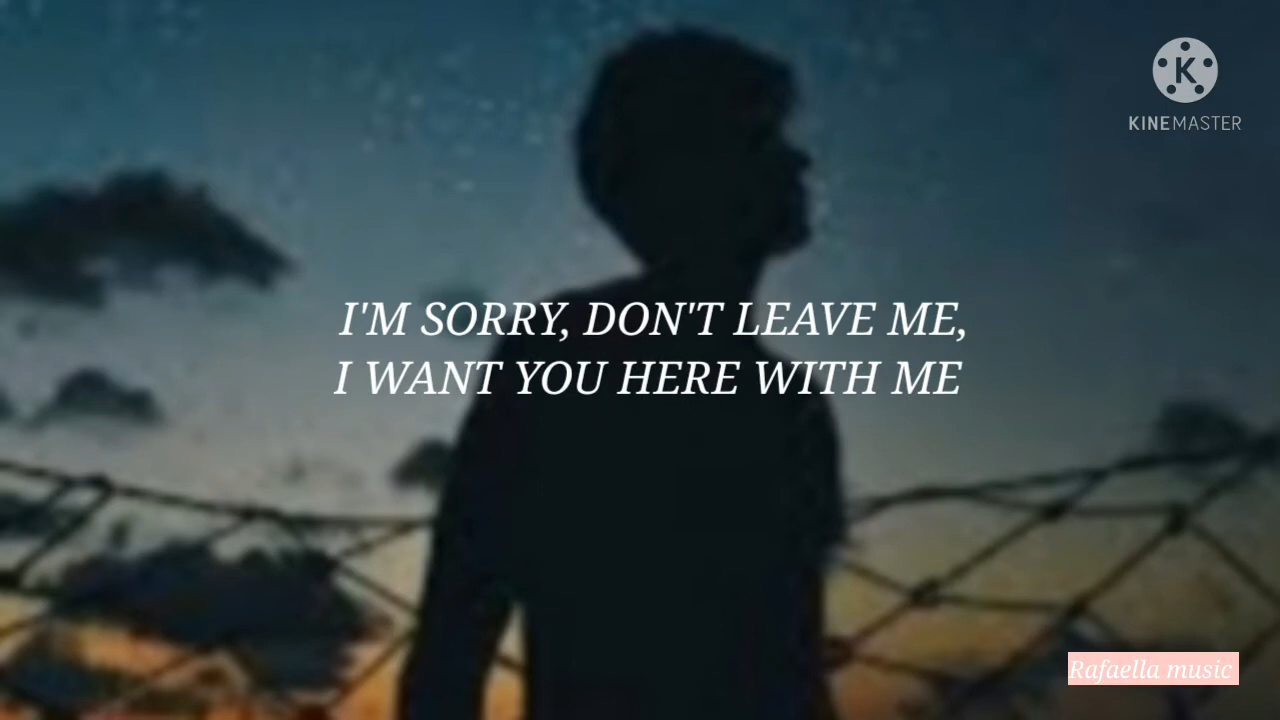 KINEMASTER
I'M SORRY, DON'T LEAVE ME,
I WANT YOU HERE WITH ME
Rafaella music